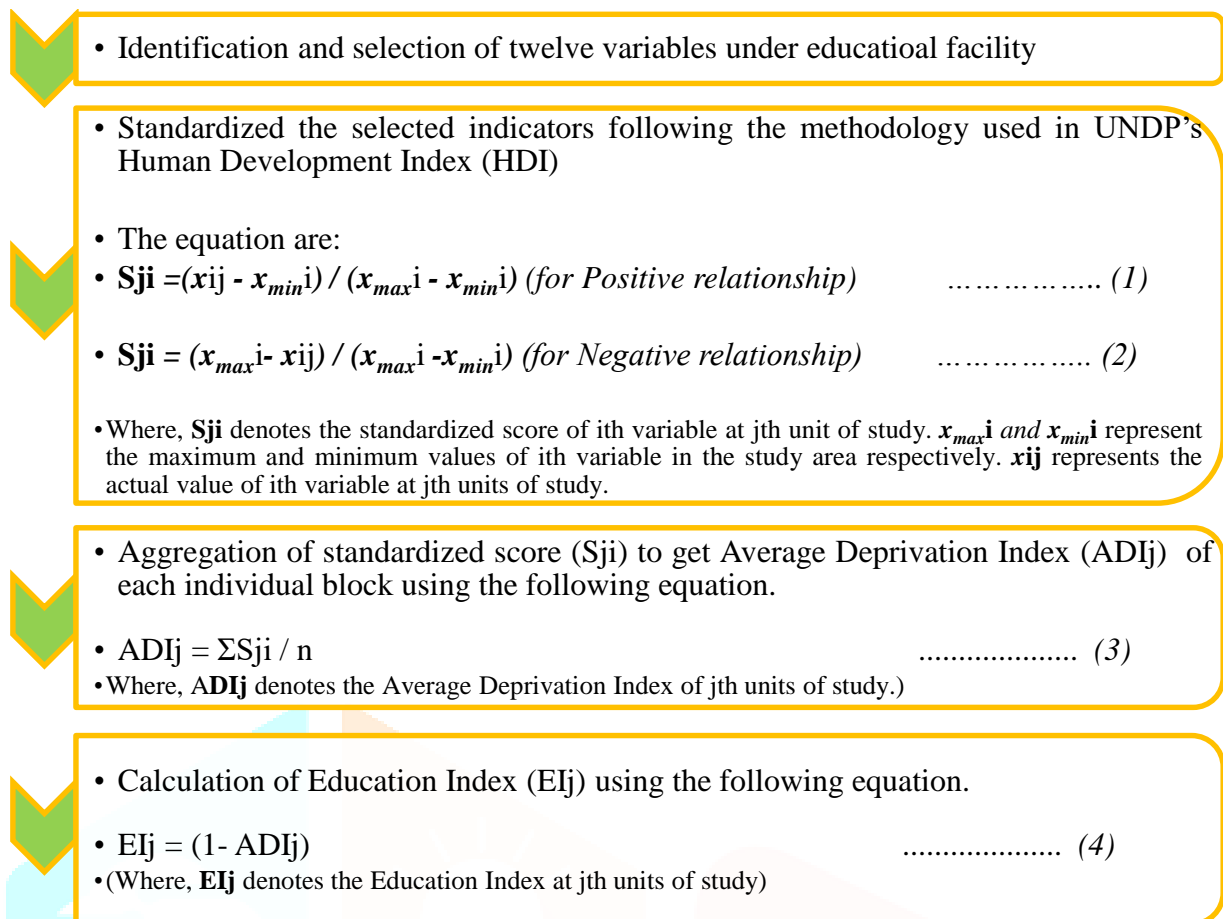 • Identification and selection of twelve variables under educatioal facility
• Standardized the selected indicators following the methodology used in UNDP's
Human Development Index (HDI)
• The equation are:
• Sji =(xij - xmini) / (xmaxi - xmini) (for Positive relationship) …………….. (1)
• Sji = (xmaxi- xij) / (xmaxi -xmini) (for Negative relationship) …………….. (2)
•Where, Sji denotes the standardized score of ith variable at jth unit of study. xmaxi and xmini represent
the maximum and minimum values of ith variable in the study area respectively. xij represents the
actual value of ith variable at jth units of study.
• Aggregation of standardized score (Sji) to get Average Deprivation Index (ADIj) of
each individual block using the following equation.
• ADIj = ΣSji / n .................... (3)
•Where, ADIj denotes the Average Deprivation Index of jth units of study.)
• Calculation of Education Index (EIj) using the following equation.
• EIj = (1- ADIj) .................... (4)
•(Where, EIj denotes the Education Index at jth units of study)